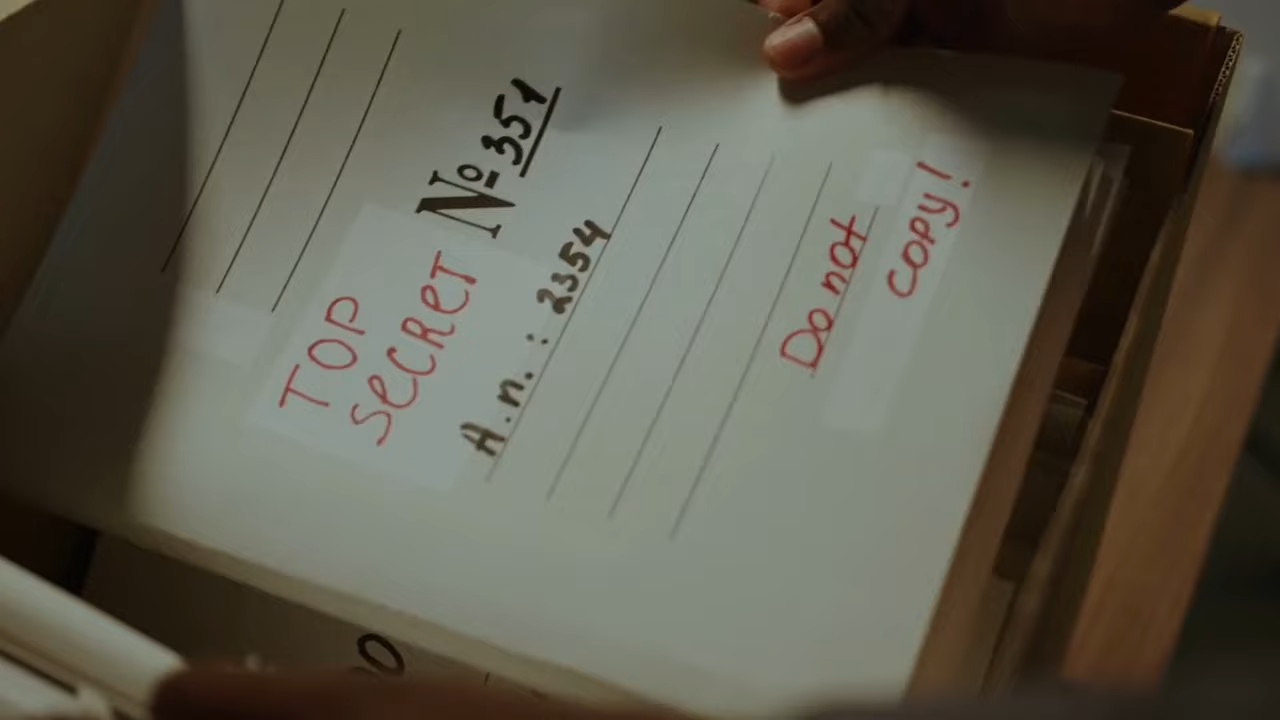 TOP
SECRET
№ 351
A.n. : 2354
Do not
copy!